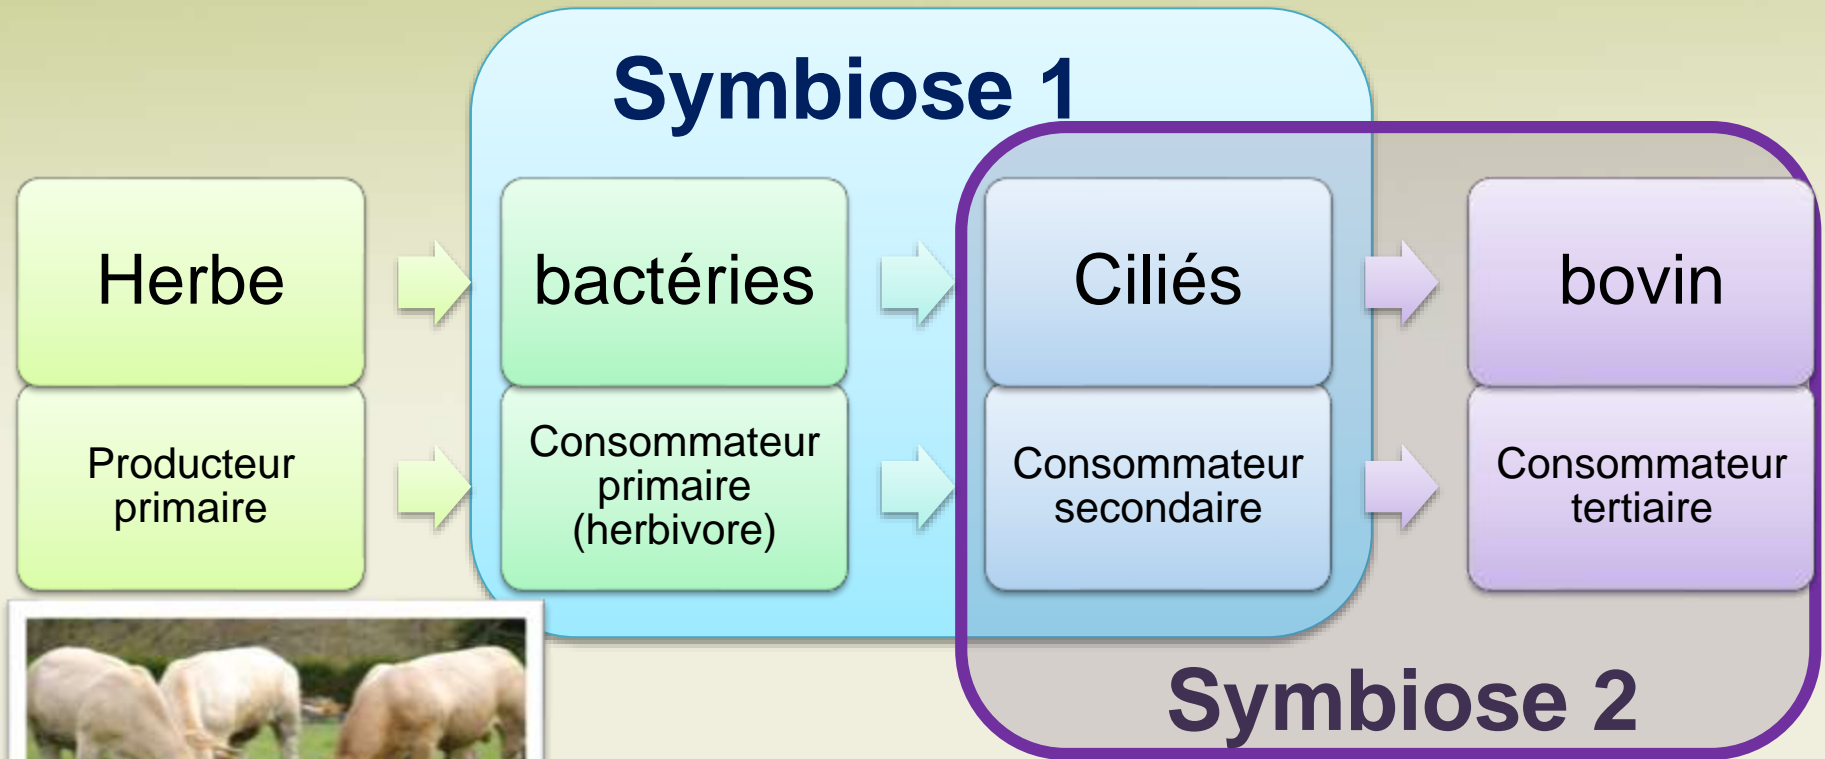 Symbiose 1
Herbe
bactéries
Ciliés
bovin
Producteur
primaire
Consommateur
primaire
(herbivore)
Consommateur
secondaire
Consommateur
tertiaire
Symbiose 2